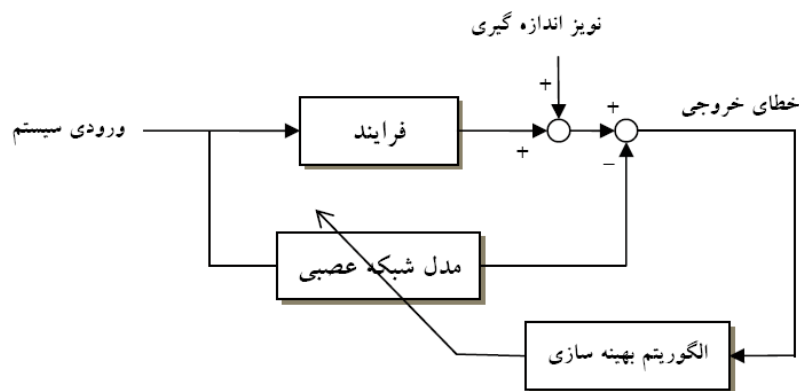 نویز اندازه گیری
+
خطای خروجی
+
ورودی سیستم
فرایند
+
−
مدل شبکه عصبی
الگوریتم بهینه سازی